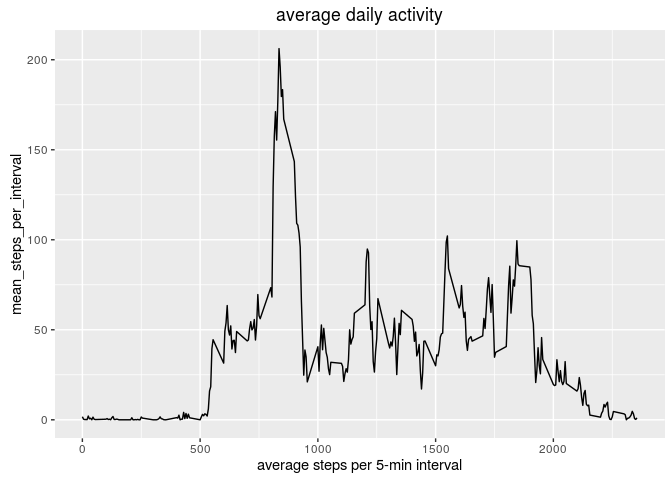 average daily activity
200
150
100
50
0
mean_steps_per_interval
0 500 1000 1500 2000
average steps per 5-min interval